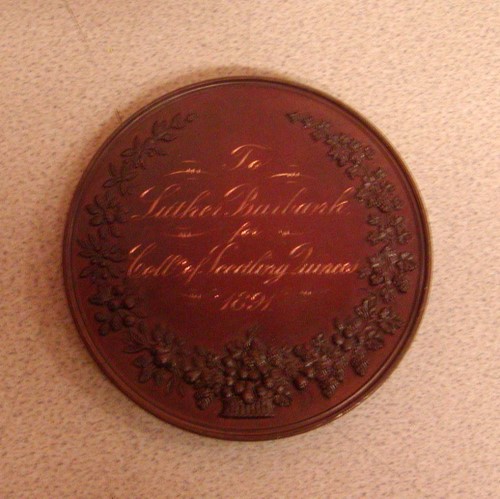 To
Luther Burbank
for
Coll⁽ⁿ⁾ of Seedling Quinces
1891